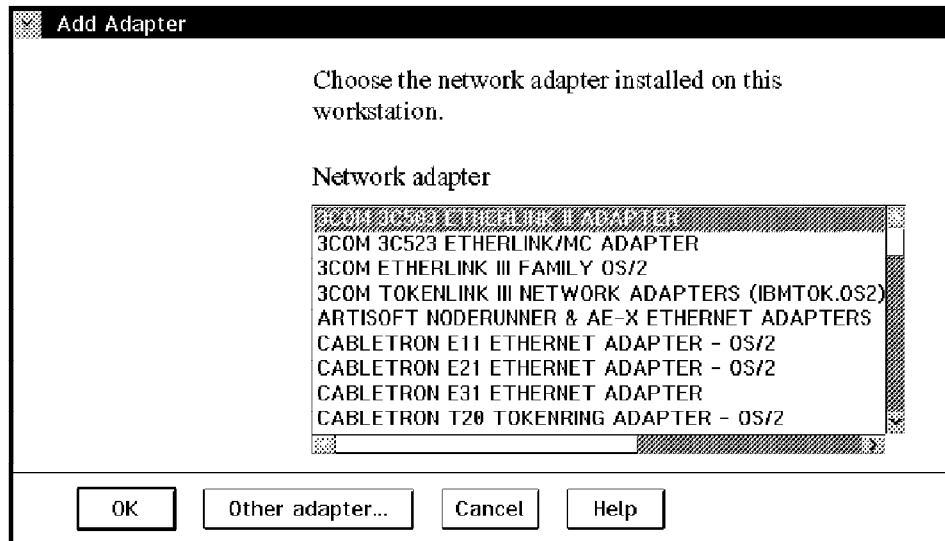 Add Adapter
Choose the network adapter installed on this
workstation.
Network adapter
3COM 3C503 ETHERLINK II ADAPTER
3COM 3C523 ETHERLINK/MC ADAPTER
3COM ETHERLINK III FAMILY OS/2
3COM TOKENLINK III NETWORK ADAPTERS (IBMTOK.OS2)
ARTISOFT NODERUNNER & AE-X ETHERNET ADAPTERS
CABLETRON E11 ETHERNET ADAPTER - OS/2
CABLETRON E21 ETHERNET ADAPTER - OS/2
CABLETRON E31 ETHERNET ADAPTER
CABLETRON T20 TOKENRING ADAPTER - OS/2
OK Other adapter... Cancel Help